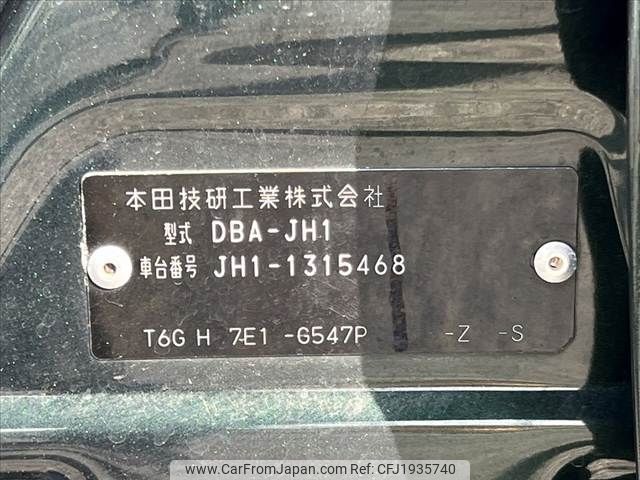 本田技研工業株式会社
型式 DBA-JH1
車台番号 JH1-1315468
T6G H 7E1 -G547P -Z -S
www.CarFromJapan.com - CFJ1935740